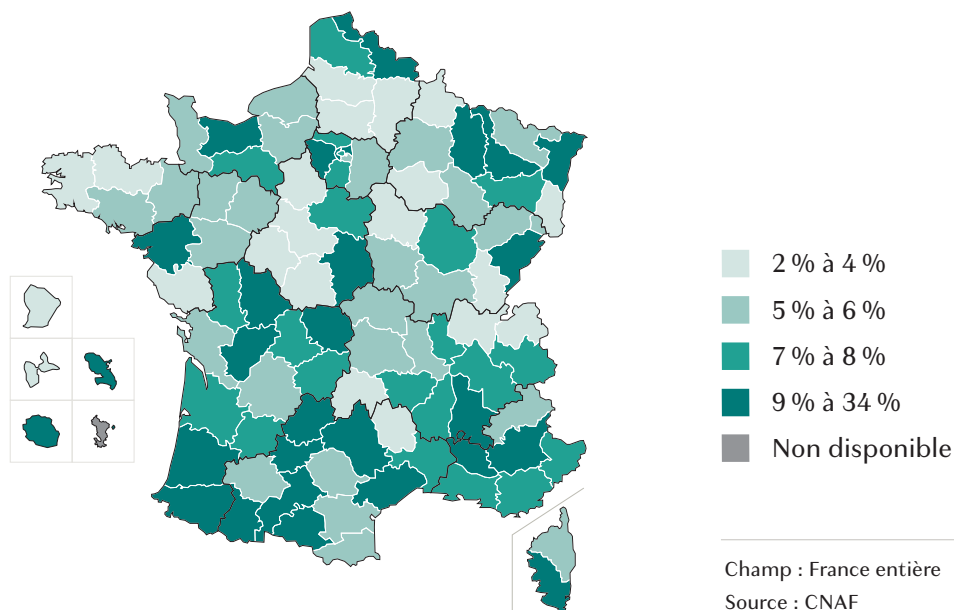 2 % à 4 %
5 % à 6 %
7 % à 8 %
9 % à 34 %
Non disponible
Champ : France entière
Source : CNAF